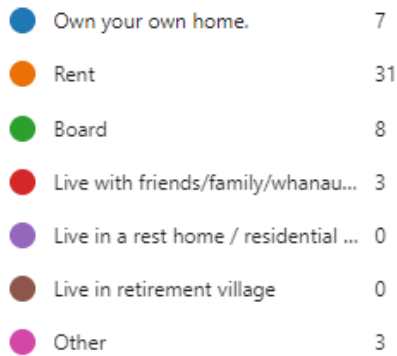 Own your own home. 7
Rent 31
Board 8
Live with friends/family/whanau... 3
Live in a rest home / residential ... 0
Live in retirement village 0
Other 3